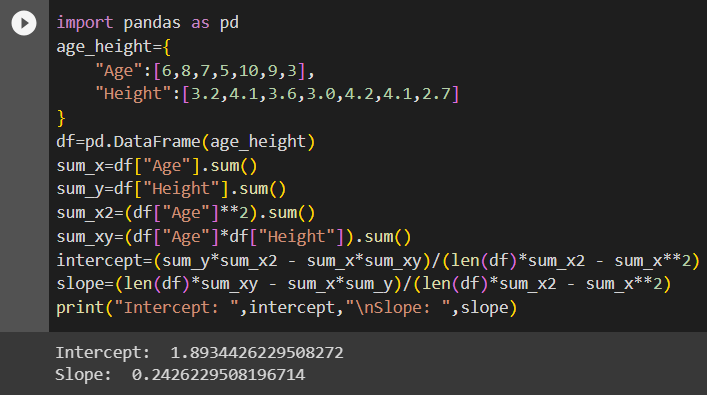 import pandas as pd
age_height={
    "Age":[6,8,7,5,10,9,3],
    "Height":[3.2,4.1,3.6,3.0,4.2,4.1,2.7]
}
df=pd.DataFrame(age_height)
sum_x=df["Age"].sum()
sum_y=df["Height"].sum()
sum_x2=(df["Age"]**2).sum()
sum_xy=(df["Age"]*df["Height"]).sum()
intercept=(sum_y*sum_x2 - sum_x*sum_xy)/(len(df)*sum_x2 - sum_x**2)
slope=(len(df)*sum_xy - sum_x*sum_y)/(len(df)*sum_x2 - sum_x**2)
print("Intercept: ",intercept,"\nSlope: ",slope)
Intercept:  1.8934426229508272
Slope:  0.2426229508196714